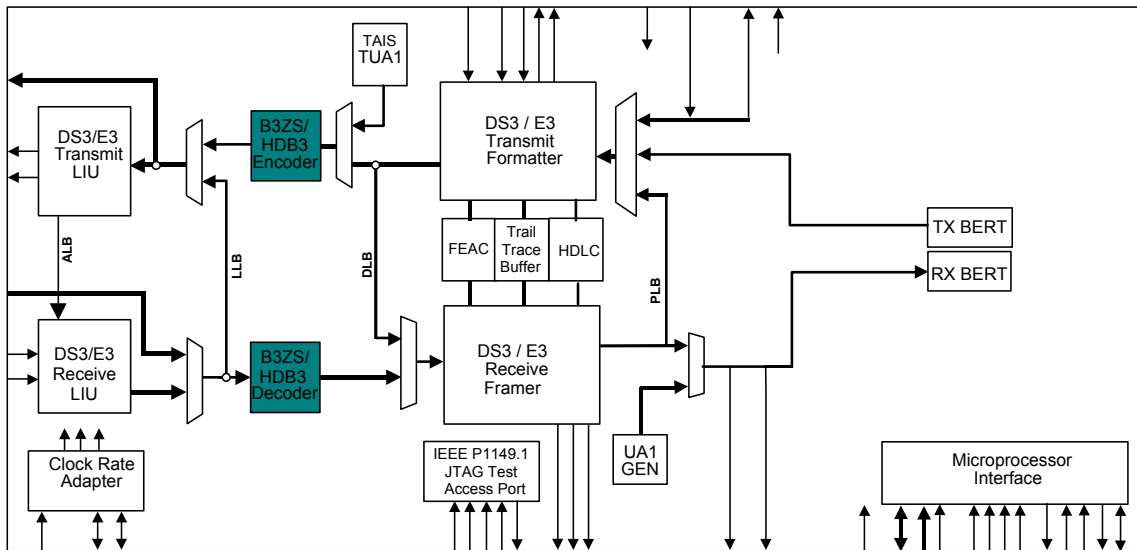 TAIS
TUA1
DS3/E3
Transmit
LIU
B3ZS/
HDB3
Encoder
DS3 / E3
Transmit
Formatter
TX BERT
RX BERT
FEAC
Trail
Trace
Buffer
HDLC
ALB
LLB
DLB
PLB
DS3/E3
Receive
LIU
B3ZS/
HDB3
Decoder
DS3 / E3
Receive
Framer
UA1
GEN
Clock Rate
Adapter
IEEE P1149.1
JTAG Test
Access Port
Microprocessor
Interface